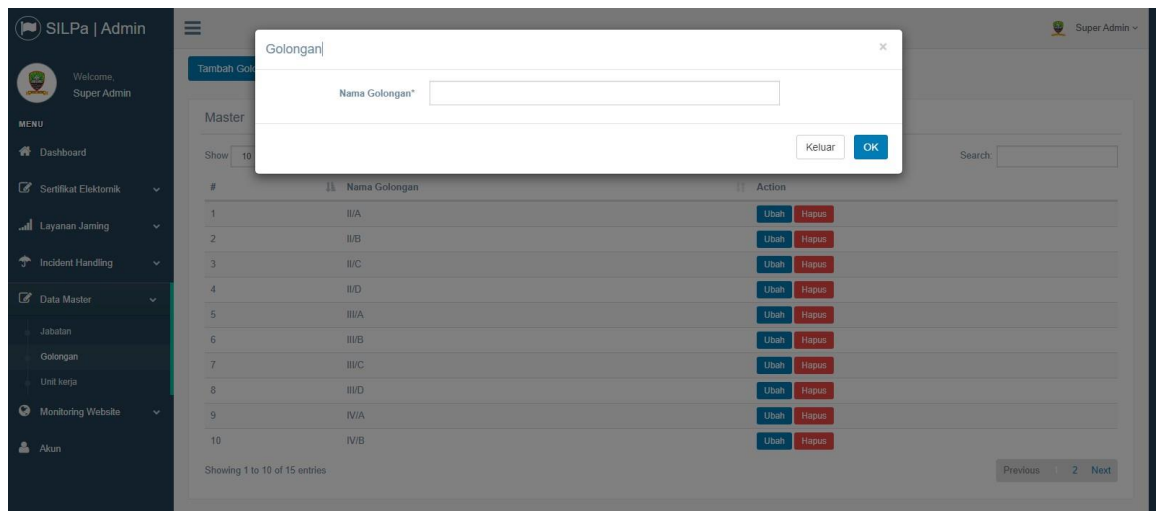 SILPa | Admin
Super Admin
Welcome,
Super Admin
MENU
Dashboard
Sertifikat Elektornik
Layanan Jaming
Incident Handling
Data Master
Jabatan
Golongan
Unit kerja
Monitoring Website
Akun
Tambah Golo
Golongan
×
Nama Golongan*
Keluar
OK
Master
Show 10
Search:
# Nama Golongan Action
1 II/A Ubah Hapus
2 II/B Ubah Hapus
3 II/C Ubah Hapus
4 II/D Ubah Hapus
5 III/A Ubah Hapus
6 III/B Ubah Hapus
7 III/C Ubah Hapus
8 III/D Ubah Hapus
9 IV/A Ubah Hapus
10 IV/B Ubah Hapus
Showing 1 to 10 of 15 entries
Previous 1 2 Next